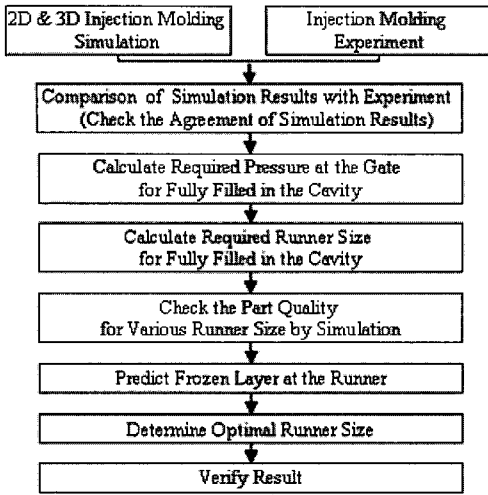 2D & 3D Injection Molding
Simulation
Injection Molding
Experiment
Comparison of Simulation Results with Experiment
(Check the Agreement of Simulation Results)
Calculate Required Pressure at the Gate
for Fully Filled in the Cavity
Calculate Required Runner Size
for Fully Filled in the Cavity
Check the Part Quality
for Various Runner Size by Simulation
Predict Frozen Layer at the Runner
Determine Optimal Runner Size
Verify Result